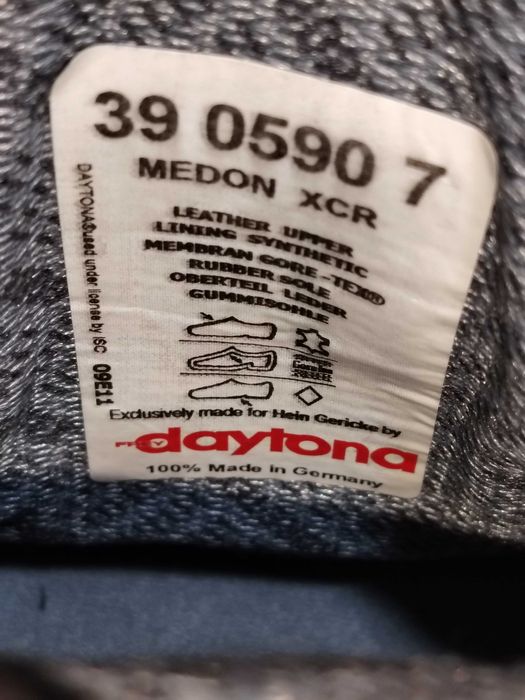 39 0590 7
MEDON XCR
LEATHER UPPER
LINING SYNTHETIC
MEMBRAN GORE-TEX®
RUBBER SOLE
OBERTEIL LEDER
GUMMISOHLE
Exclusively made for Hein Gericke by
daytona
100% Made in Germany
DAYTONA®used under license by ISC 09E11